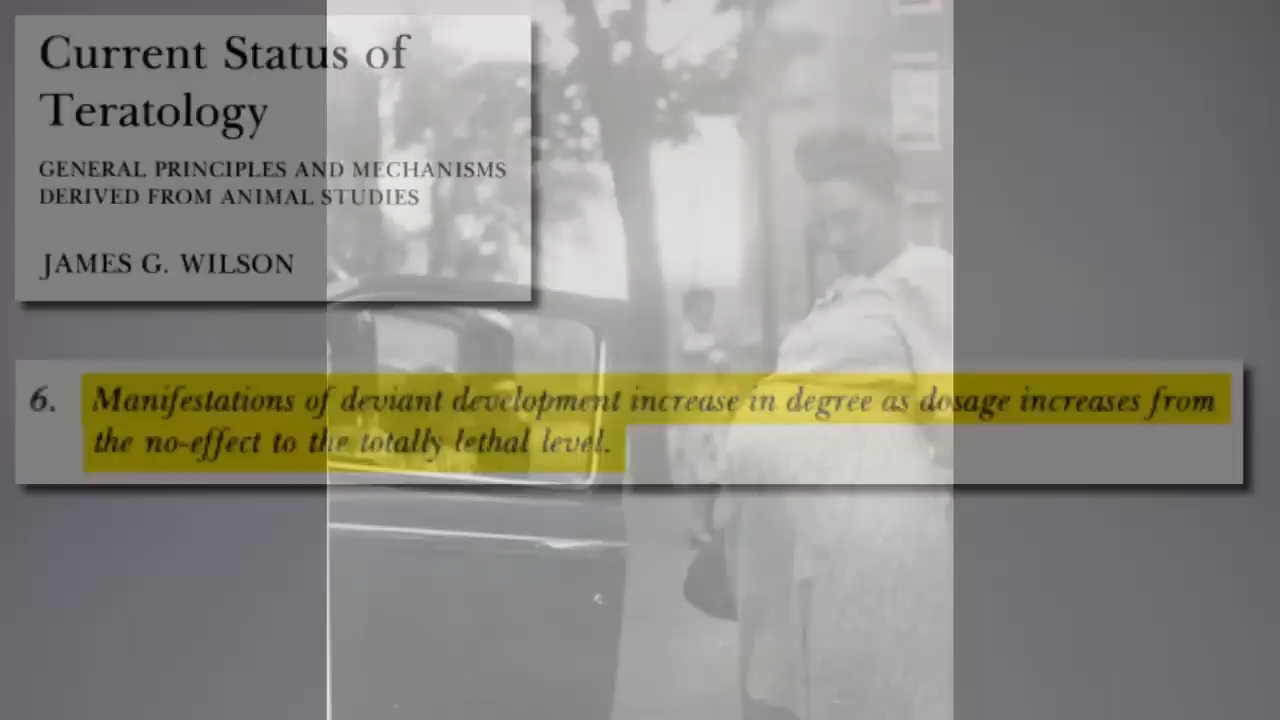 Current Status of
Teratology
GENERAL PRINCIPLES AND MECHANISMS
DERIVED FROM ANIMAL STUDIES
JAMES G. WILSON
6. Manifestations of deviant development increase in degree as dosage increases from
the no-effect to the totally lethal level.